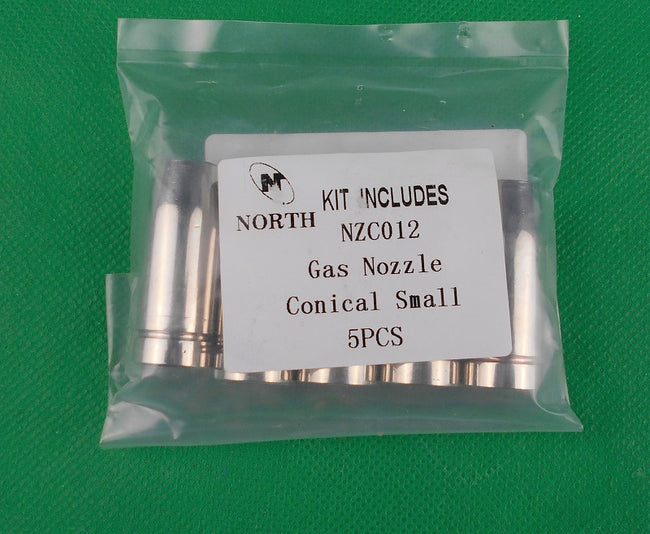 N
NORTH
KIT INCLUDES
NZC012
Gas Nozzle
Conical Small
5PCS